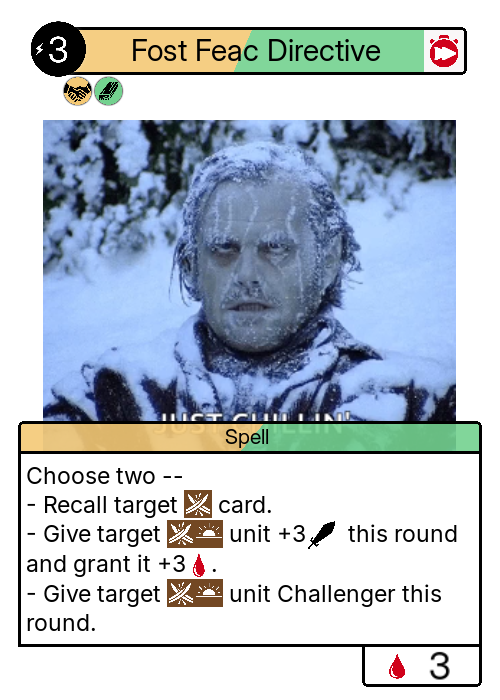 3
Fost Feac Directive
JUST CHILLIN'
Spell
Choose two --
- Recall target card.
- Give target unit +3 this round
and grant it +3 .
- Give target unit Challenger this
round.
3